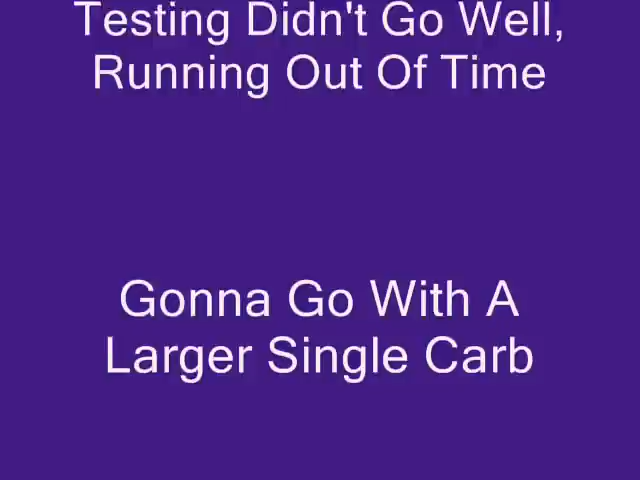 Testing Didn't Go Well,
Running Out Of Time
Gonna Go With A
Larger Single Carb